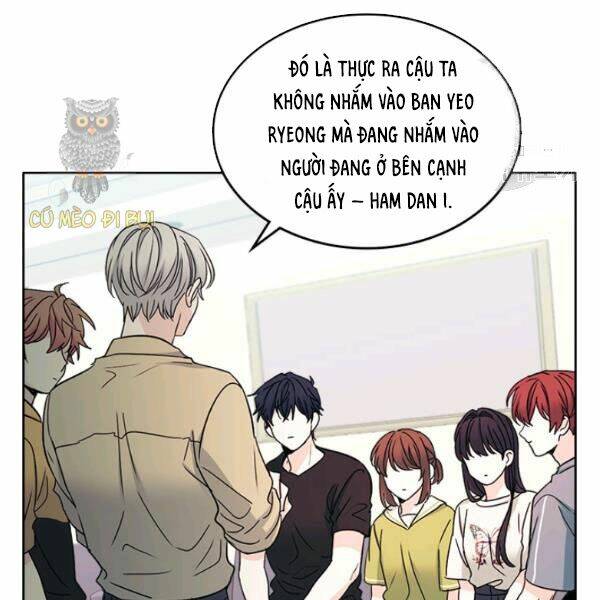 ĐÓ LÀ THỰC RA CẬU TA
KHÔNG NHẮM VÀO BAN YEO
RYEONG MÀ ĐANG NHẮM VÀO
NGƯỜI ĐANG Ở BÊN CẠNH
CẬU ẤY – HAM DAN I.
CÚ MÈO ĐI BỤI